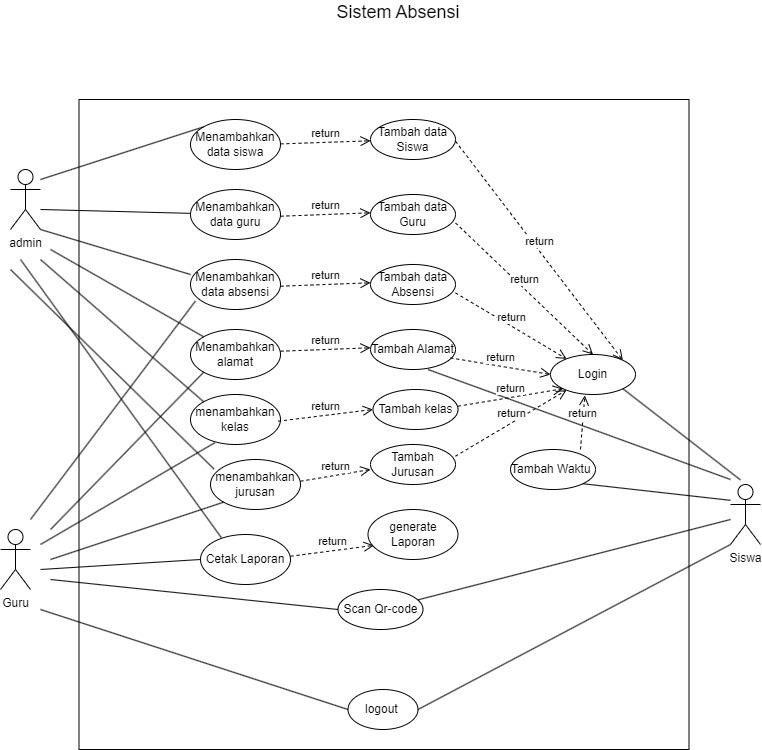 Sistem Absensi
Menambahkan
data siswa
return
Tambah data
Siswa
Menambahkan
data guru
return
Tambah data
Guru
return
admin
Menambahkan
data absensi
return
Tambah data
Absensi
return
return
Menambahkan
alamat
return
Tambah Alamat
return
Login
menambahkan
kelas
return
Tambah kelas
return
return
return
menambahkan
jurusan
return
Tambah
Jurusan
Tambah Waktu
Cetak Laporan
return
generate
Laporan
Siswa
Guru
Scan Qr-code
logout